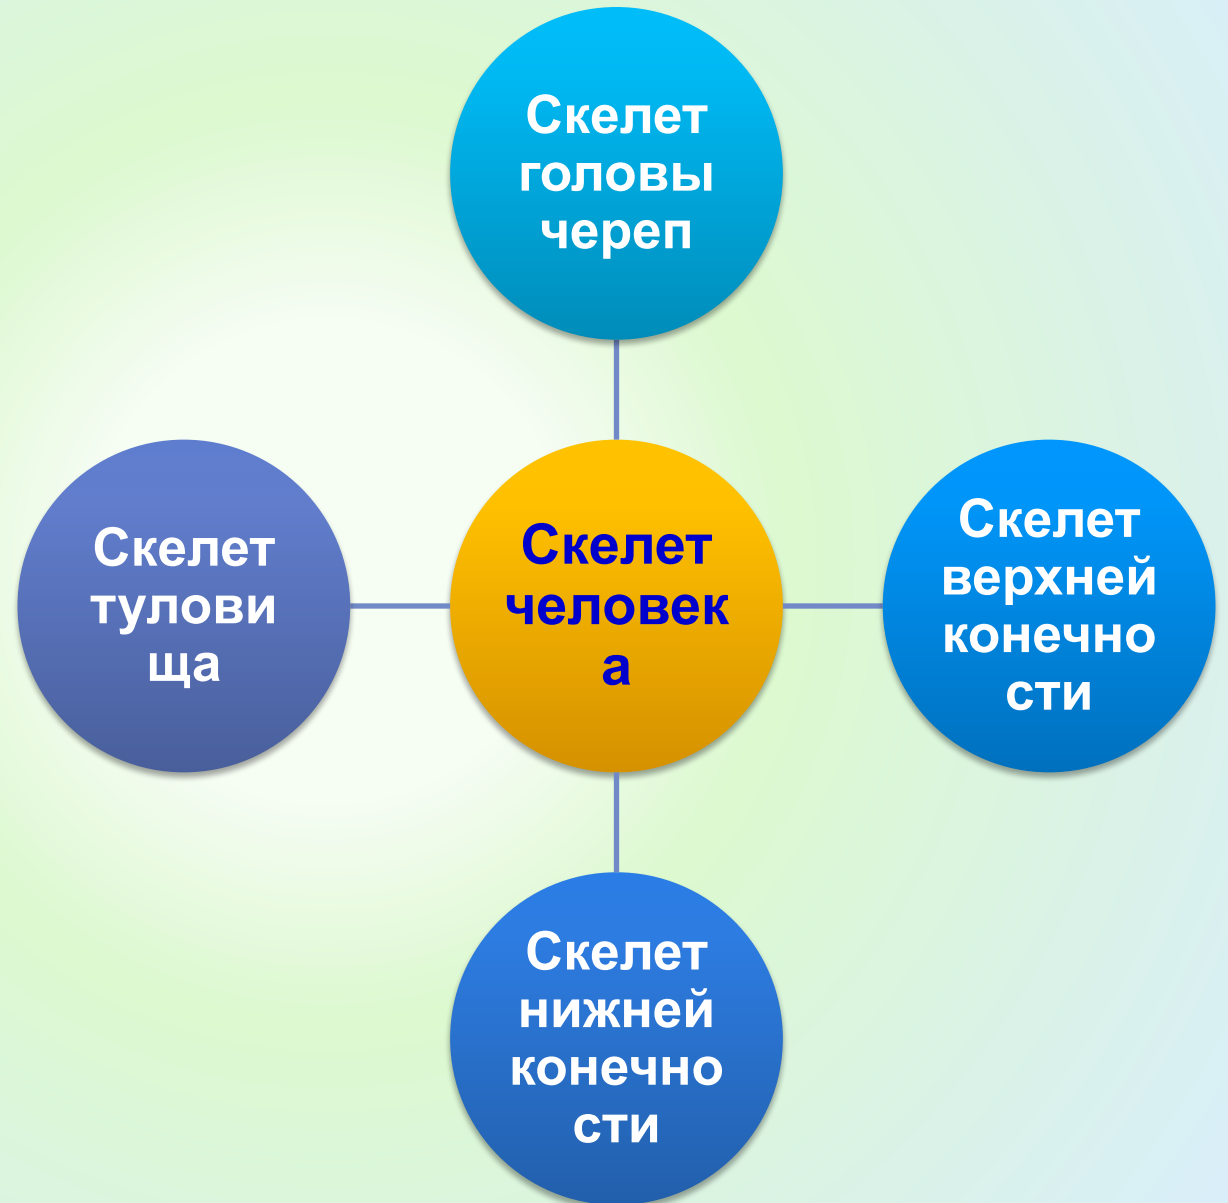 Скелет
головы
череп
Скелет
тулови
ща
Скелет
человек
а
Скелет
верхней
конечно
сти
Скелет
нижней
конечно
сти